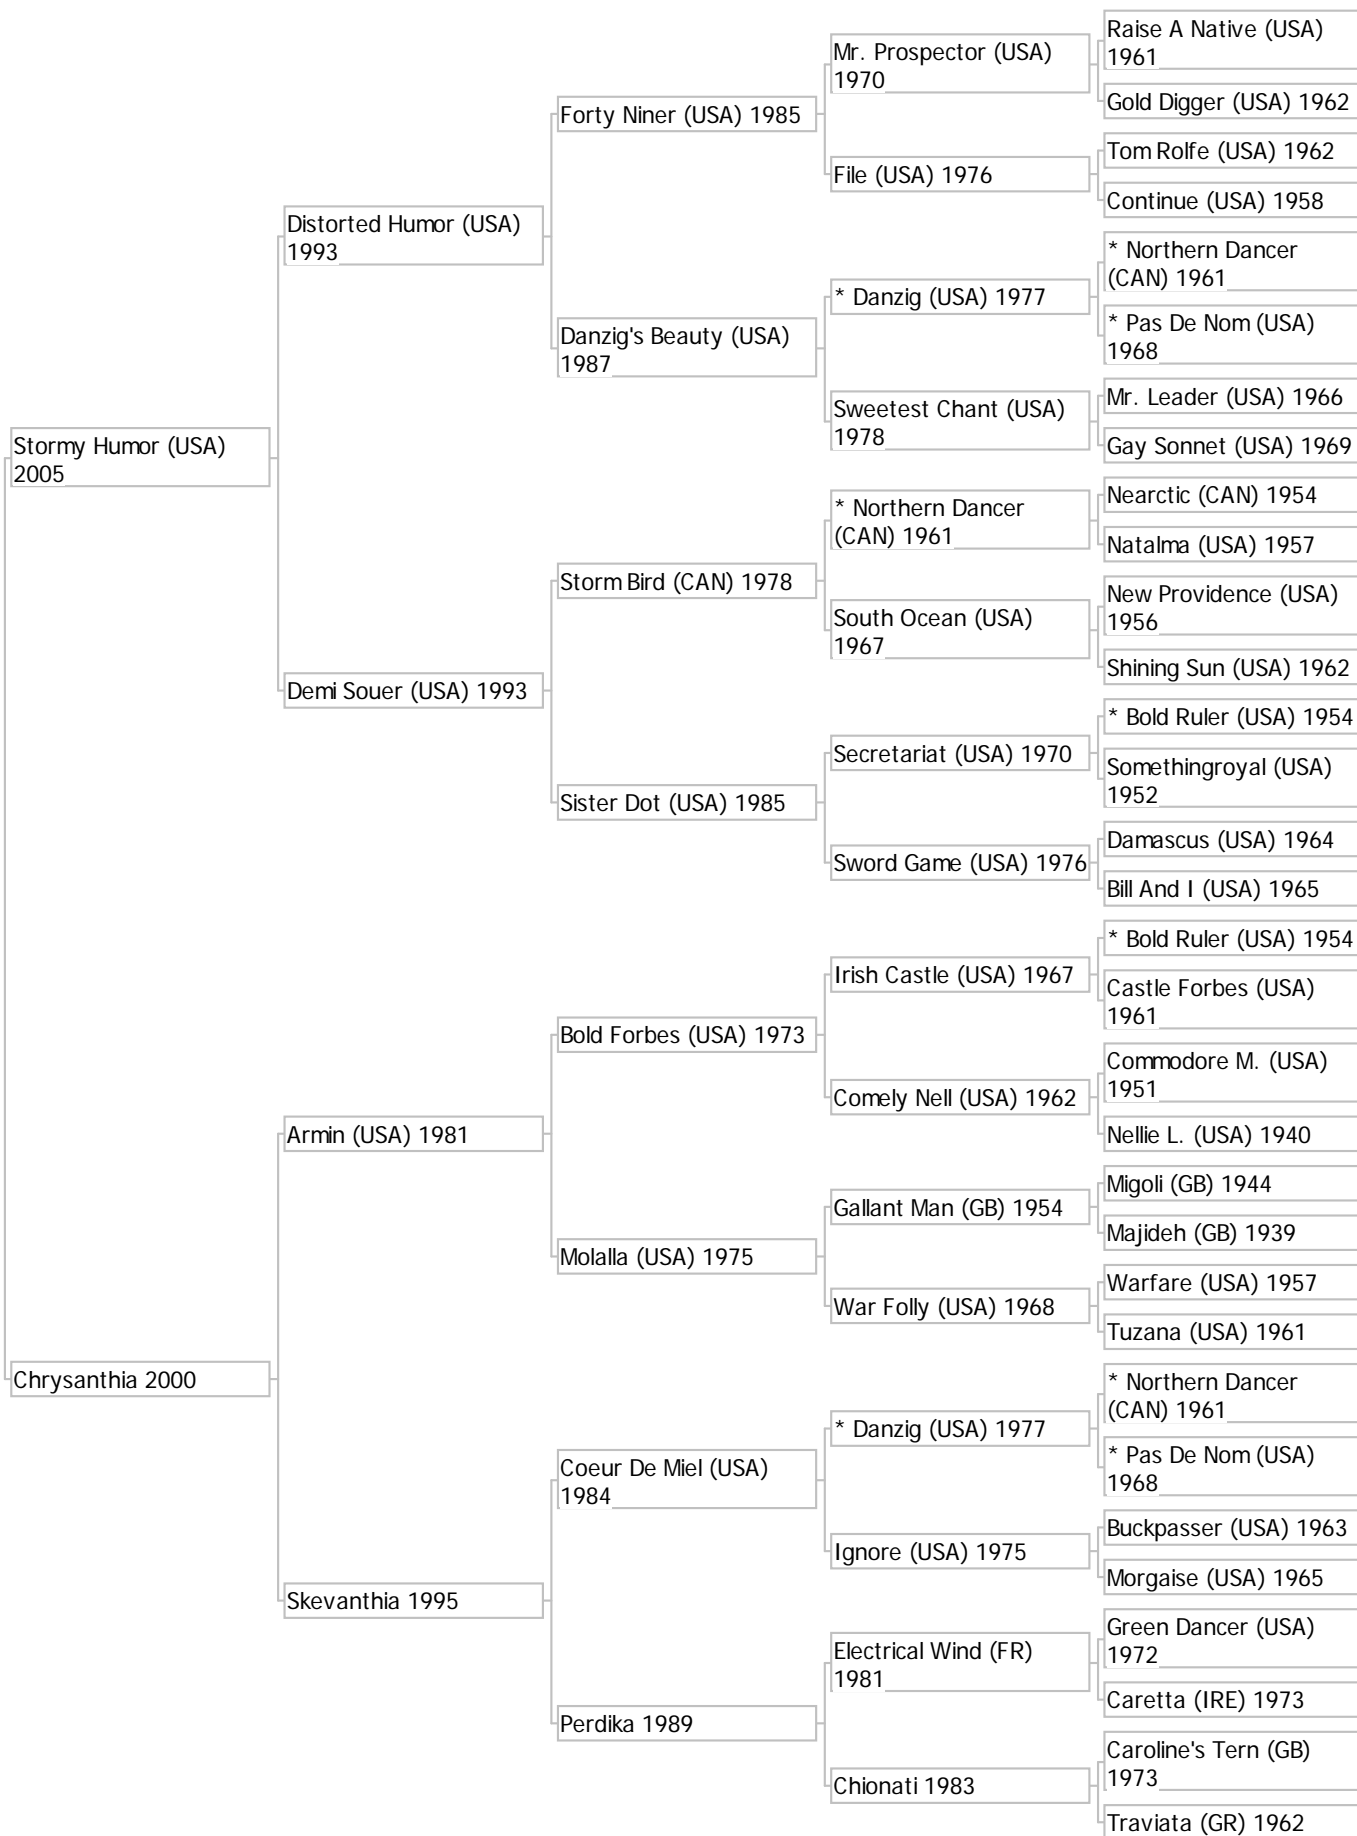 Raise A Native (USA)
1961
Mr. Prospector (USA)
1970
Gold Digger (USA) 1962
Forty Niner (USA) 1985
Tom Rolfe (USA) 1962
File (USA) 1976
Continue (USA) 1958
Distorted Humor (USA)
1993
* Northern Dancer
(CAN) 1961
* Danzig (USA) 1977
* Pas De Nom (USA)
1968
Danzig's Beauty (USA)
1987
Mr. Leader (USA) 1966
Sweetest Chant (USA)
1978
Gay Sonnet (USA) 1969
Stormy Humor (USA)
2005
Nearctic (CAN) 1954
* Northern Dancer
(CAN) 1961
Natalma (USA) 1957
Storm Bird (CAN) 1978
New Providence (USA)
1956
South Ocean (USA)
1967
Shining Sun (USA) 1962
Demi Souer (USA) 1993
* Bold Ruler (USA) 1954
Secretariat (USA) 1970
Somethingroyal (USA)
1952
Sister Dot (USA) 1985
Damascus (USA) 1964
Sword Game (USA) 1976
Bill And I (USA) 1965
* Bold Ruler (USA) 1954
Irish Castle (USA) 1967
Castle Forbes (USA)
1961
Bold Forbes (USA) 1973
Commodore M. (USA)
1951
Comely Nell (USA) 1962
Nellie L. (USA) 1940
Armin (USA) 1981
Migoli (GB) 1944
Gallant Man (GB) 1954
Majideh (GB) 1939
Molalla (USA) 1975
Warfare (USA) 1957
War Folly (USA) 1968
Tuzana (USA) 1961
Chrysanthia 2000
* Northern Dancer
(CAN) 1961
* Danzig (USA) 1977
* Pas De Nom (USA)
1968
Coeur De Miel (USA)
1984
Buckpasser (USA) 1963
Ignore (USA) 1975
Morgaise (USA) 1965
Skevanthia 1995
Green Dancer (USA)
1972
Electrical Wind (FR)
1981
Caretta (IRE) 1973
Perdika 1989
Caroline's Tern (GB)
1973
Chionati 1983
Traviata (GR) 1962